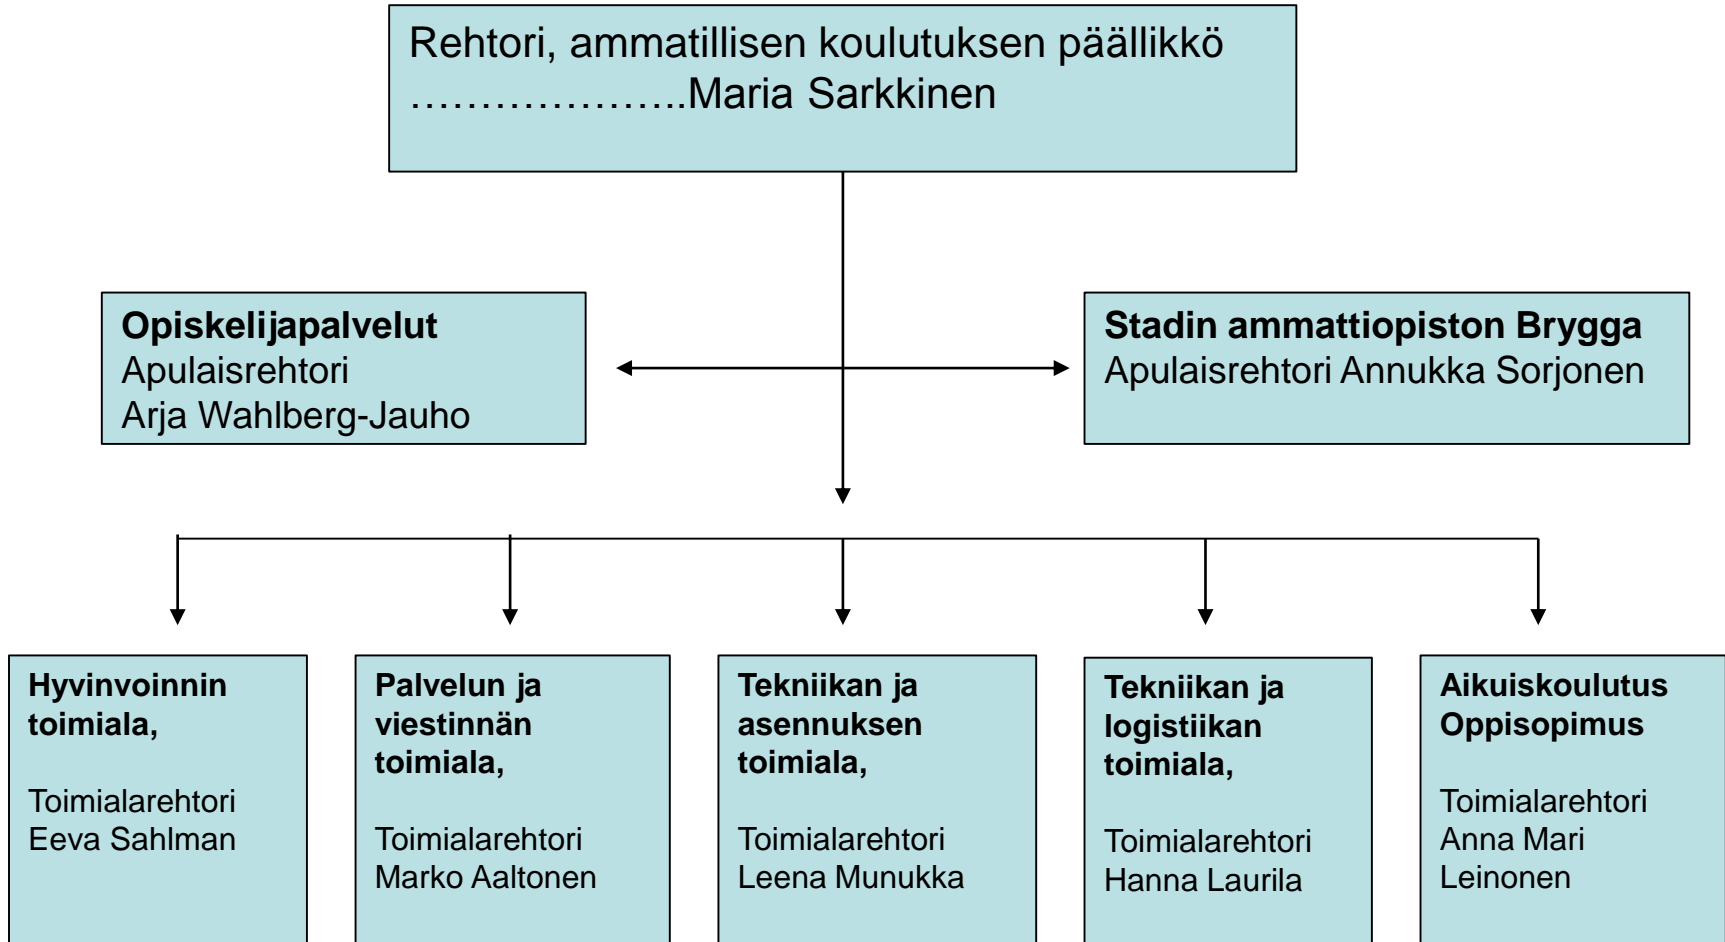 Rehtori, ammatillisen koulutuksen päällikkö
…………………..Maria Sarkkinen
Opiskelijapalvelut
Apulaisrehtori
Arja Wahlberg-Jauho
Stadin ammattiopiston Brygga
Apulaisrehtori Annukka Sorjonen
Hyvinvoinnin
toimiala,
Toimialarehtori
Eeva Sahlman
Palvelun ja
viestinnän
toimiala,
Toimialarehtori
Marko Aaltonen
Tekniikan ja
asennuksen
toimiala,
Toimialarehtori
Leena Munukka
Tekniikan ja
logistiikan
toimiala,
Toimialarehtori
Hanna Laurila
Aikuiskoulutus
Oppisopimus
Toimialarehtori
Anna Mari
Leinonen